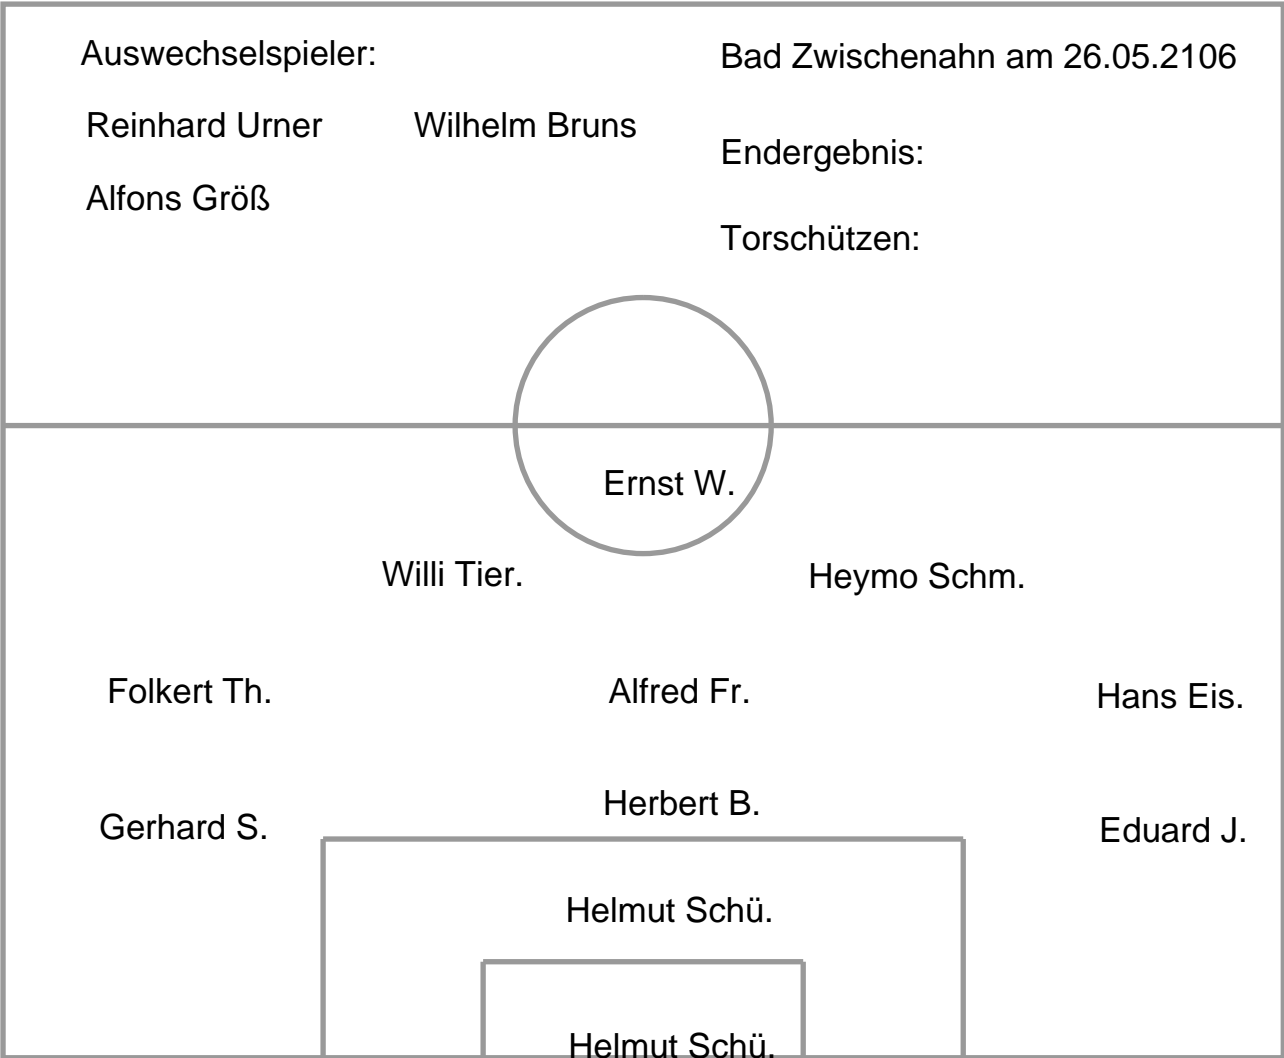 Auswechselspieler:
Bad Zwischenahn am 26.05.2106
Reinhard Urner
Wilhelm Bruns
Endergebnis:
Alfons Größ
Torschützen:
Ernst W.
Willi Tier.
Heymo Schm.
Folkert Th.
Alfred Fr.
Hans Eis.
Herbert B.
Gerhard S.
Eduard J.
Helmut Schü.
Helmut Schü.